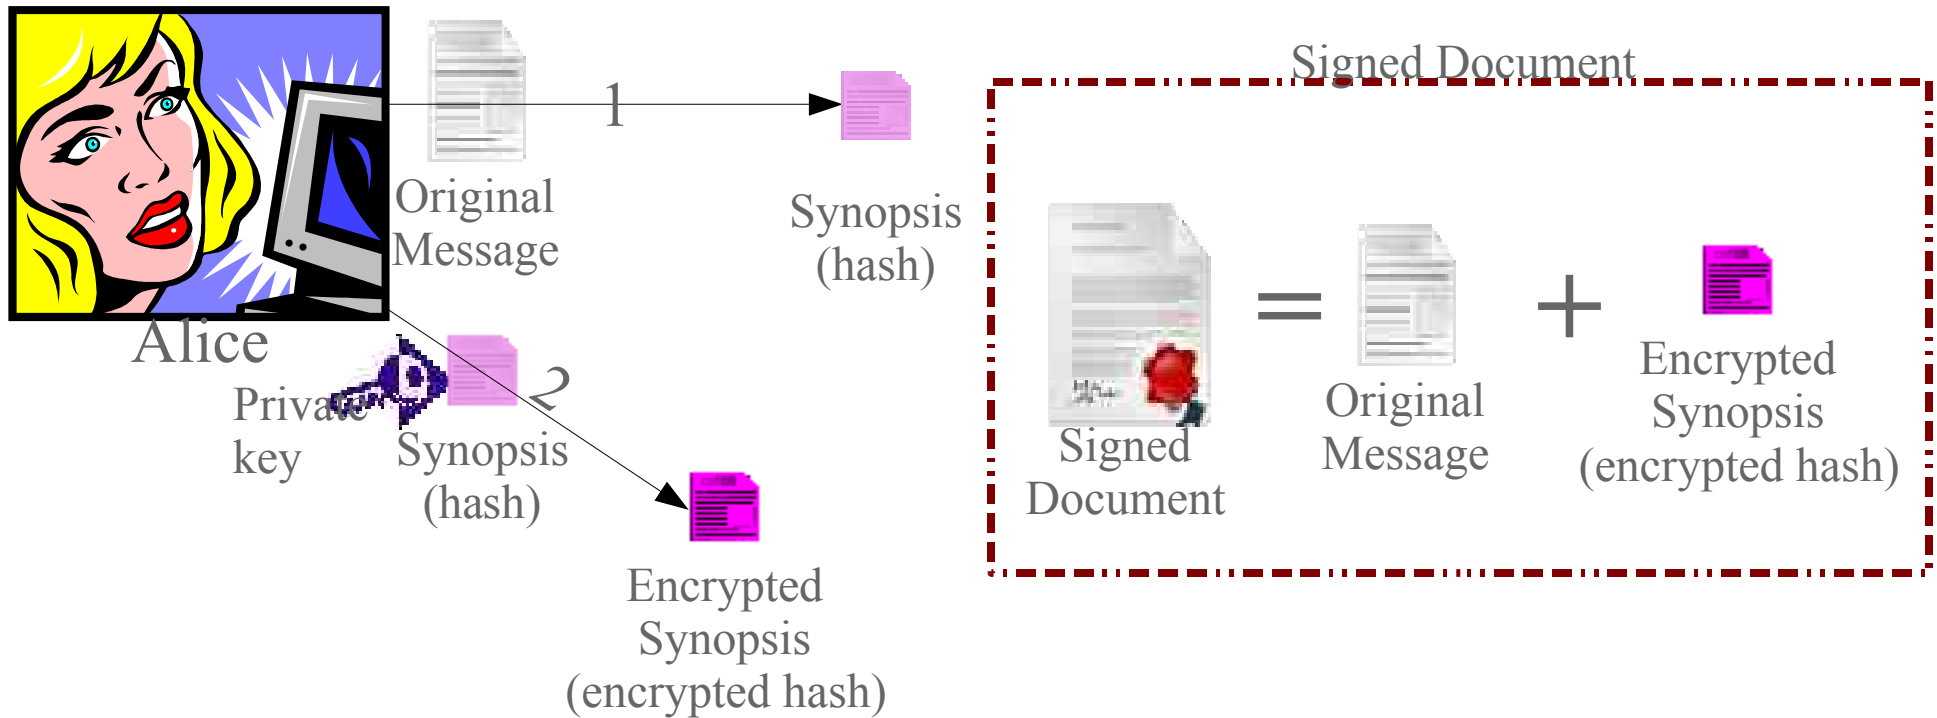 Alice
Original
Message
1
Synopsis
(hash)
Private
key
Synopsis
(hash)
2
Encrypted
Synopsis
(encrypted hash)
Signed Document
Signed
Document
=
Original
Message
+
Encrypted
Synopsis
(encrypted hash)